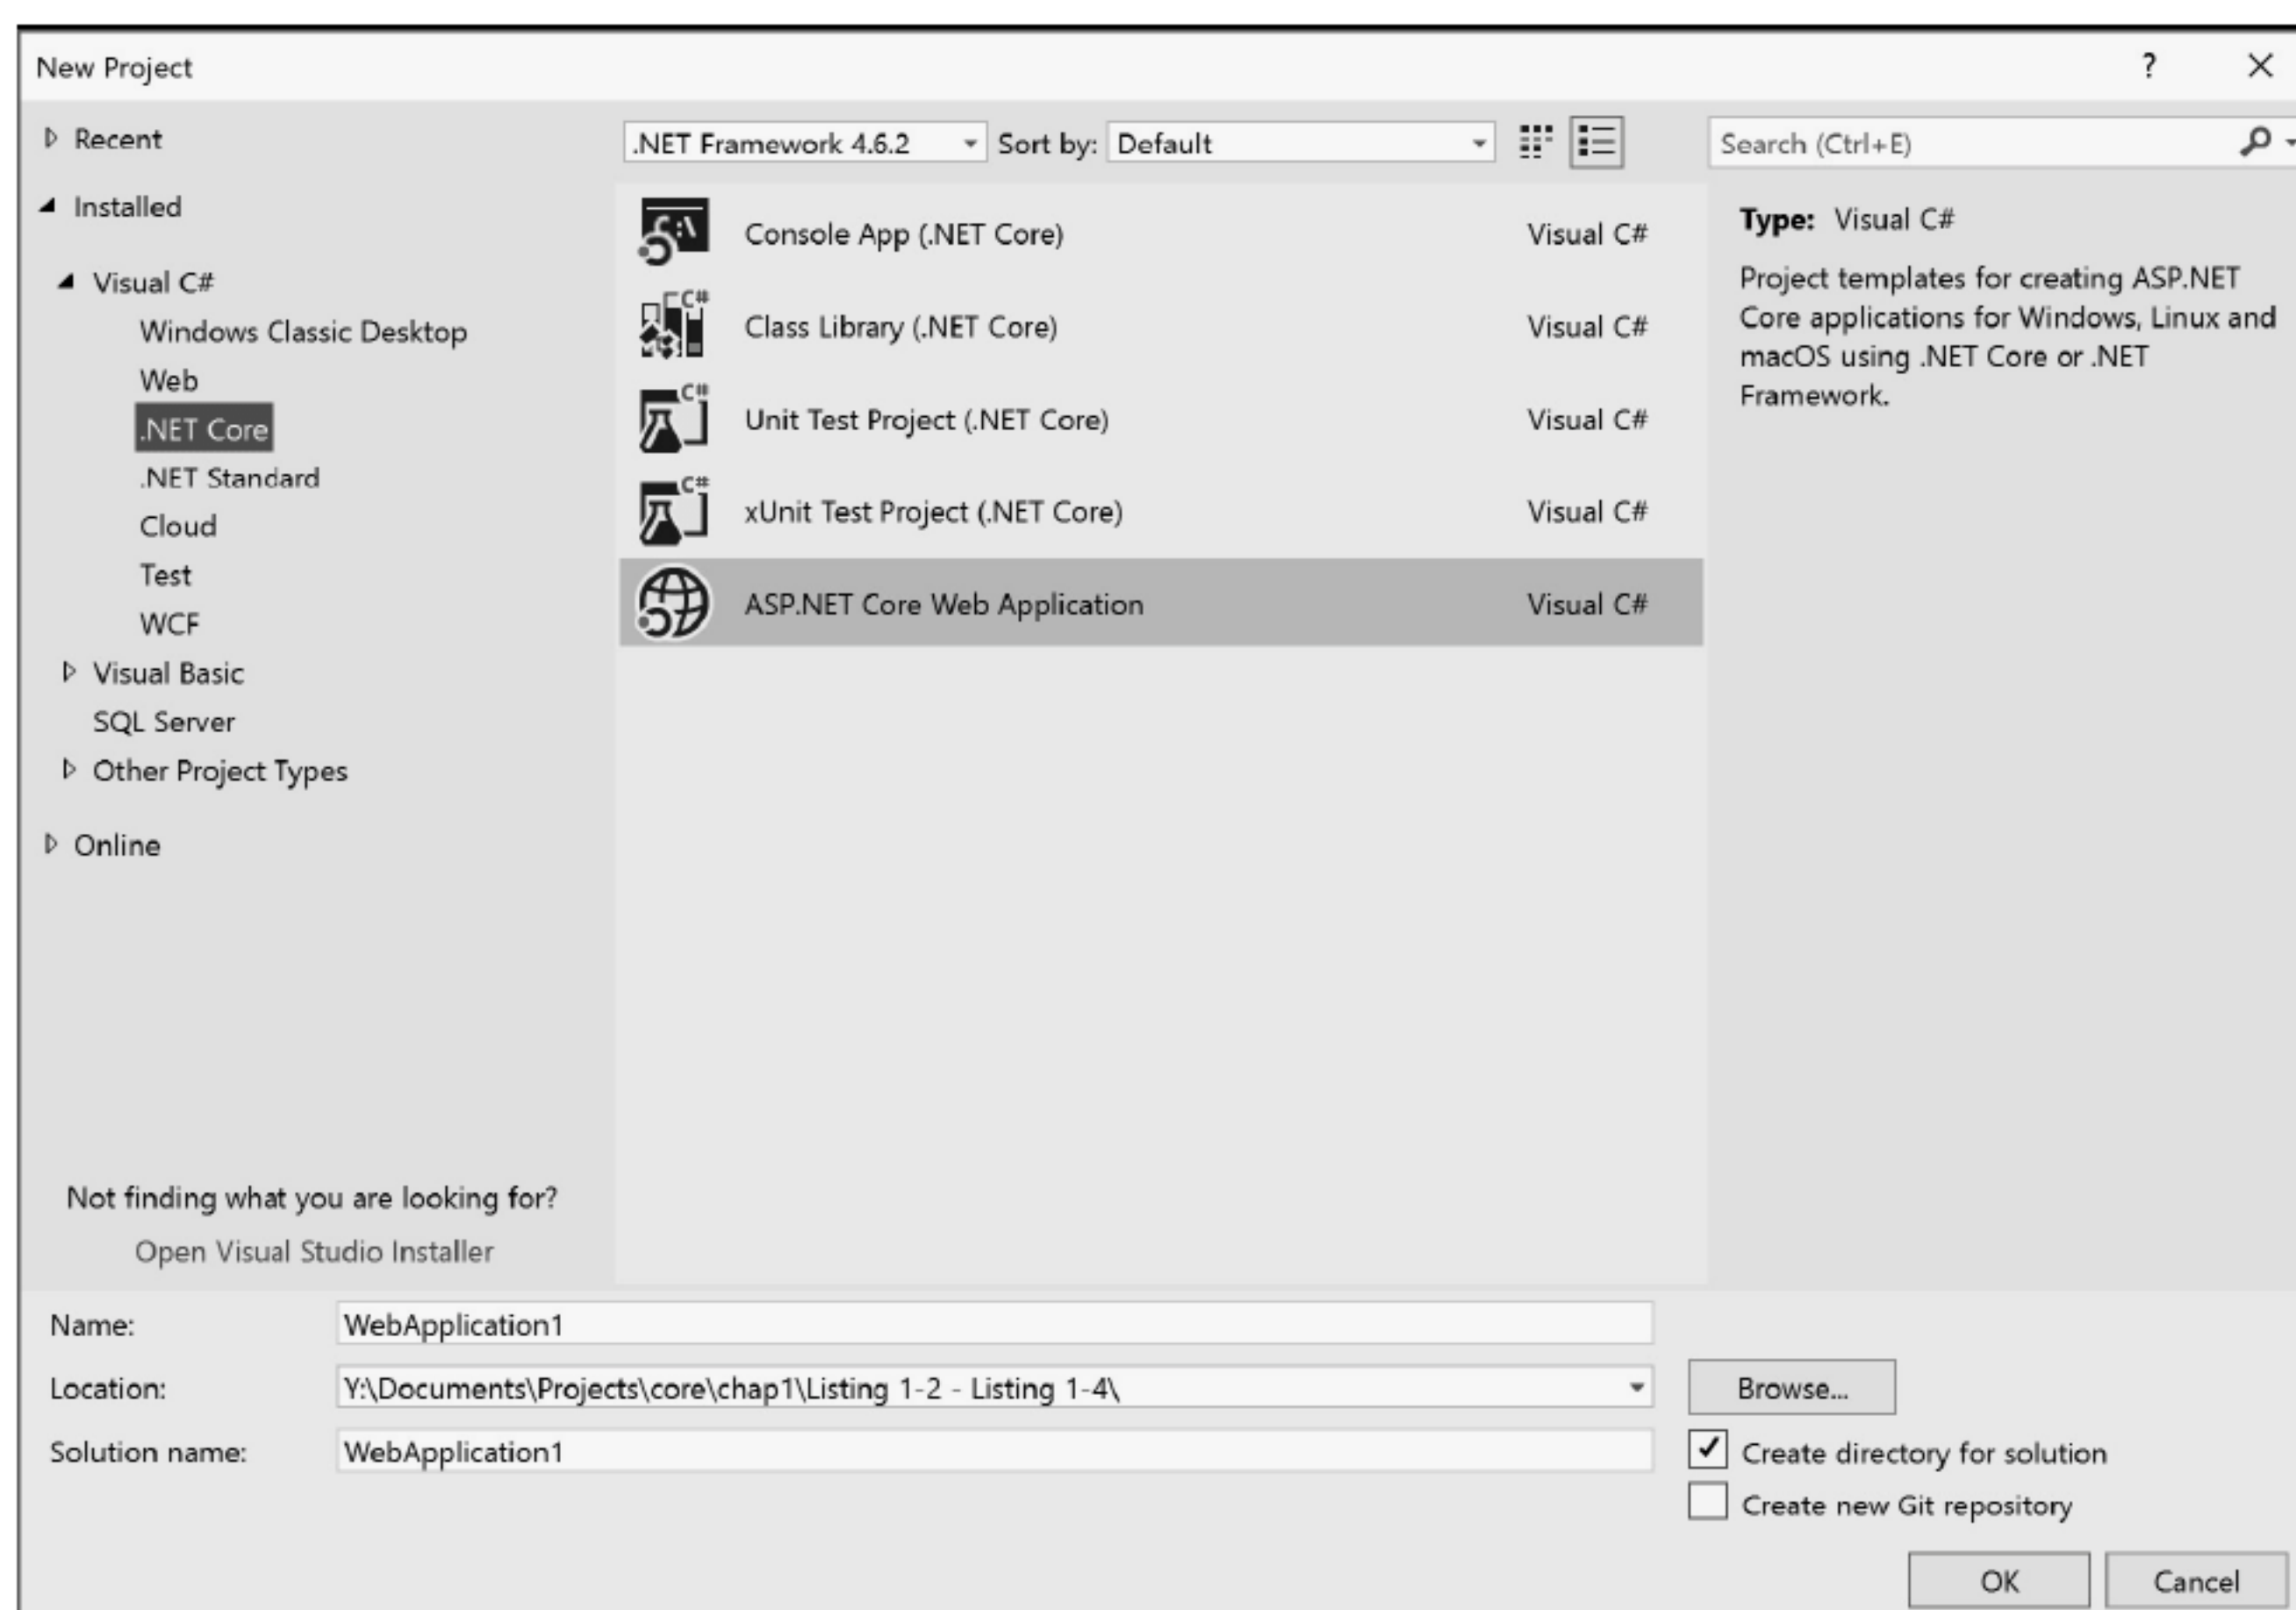 New Project
?
Recent
Installed
Visual C#
Windows Classic Desktop
Web
.NET Core
.NET Standard
Cloud
Test
WCF
Visual Basic
SQL Server
Other Project Types
Online
Not finding what you are looking for?
Open Visual Studio Installer
.NET Framework 4.6.2 Sort by: Default
Console App (.NET Core) Visual C#
Class Library (.NET Core) Visual C#
Unit Test Project (.NET Core) Visual C#
xUnit Test Project (.NET Core) Visual C#
ASP.NET Core Web Application Visual C#
Search (Ctrl+E)
Type: Visual C#
Project templates for creating ASP.NET
Core applications for Windows, Linux and
macOS using .NET Core or .NET
Framework.
Name: WebApplication1
Location: Y:\Documents\Projects\core\chap1\Listing 1-2 - Listing 1-4\
Browse...
Solution name: WebApplication1
Create directory for solution
Create new Git repository
OK Cancel